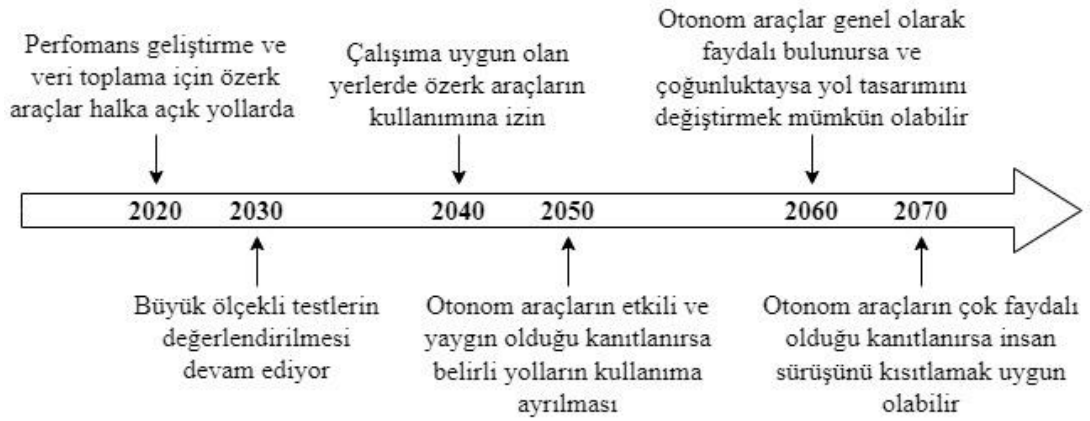 Perfomans geliştirme ve
veri toplama için özerk
araçlar halka açık yollarda
Çalışıma uygun olan
yerlerde özerk araçların
kullanımına izin
Otonom araçlar genel olarak
faydalı bulunursa ve
çoğunluktaysa yol tasarımını
değiştirmek mümkün olabilir
2020 2030 2040 2050 2060 2070
Büyük ölçekli testlerin
değerlendirilmesi
devam ediyor
Otonom araçların etkili ve
yaygın olduğu kanıtlanırsa
belirli yolların kullanıma
ayrılması
Otonom araçların çok faydalı
olduğu kanıtlanırsa insan
sürüşünü kısıtlamak uygun
olabilir